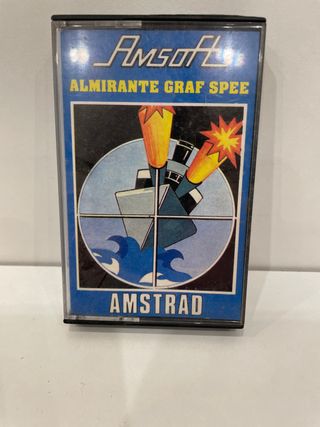 AMSOFT
ALMIRANTE GRAF SPEE
AMSTRAD